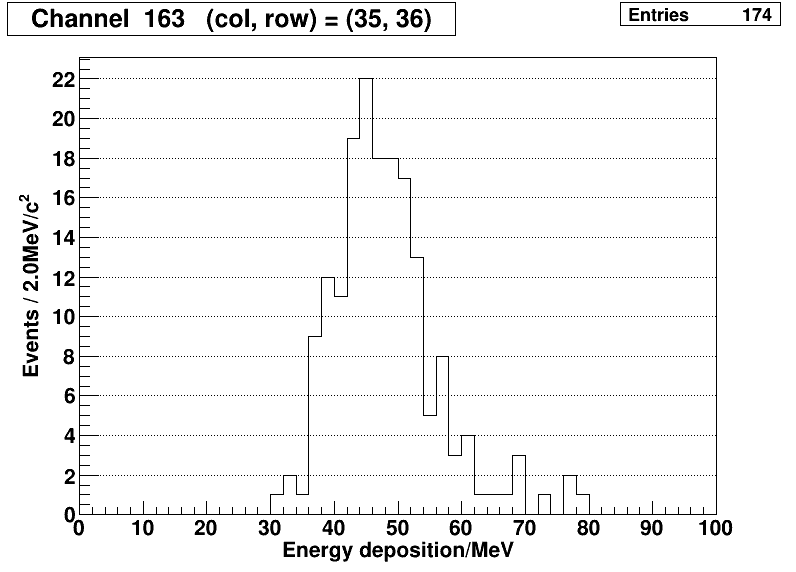 Channel 163 (col, row) = (35, 36)
Entries 174
Events / 2.0MeV/c²
22
20
18
16
14
12
10
8
6
4
2
0
0 10 20 30 40 50 60 70 80 90 100
Energy deposition/MeV